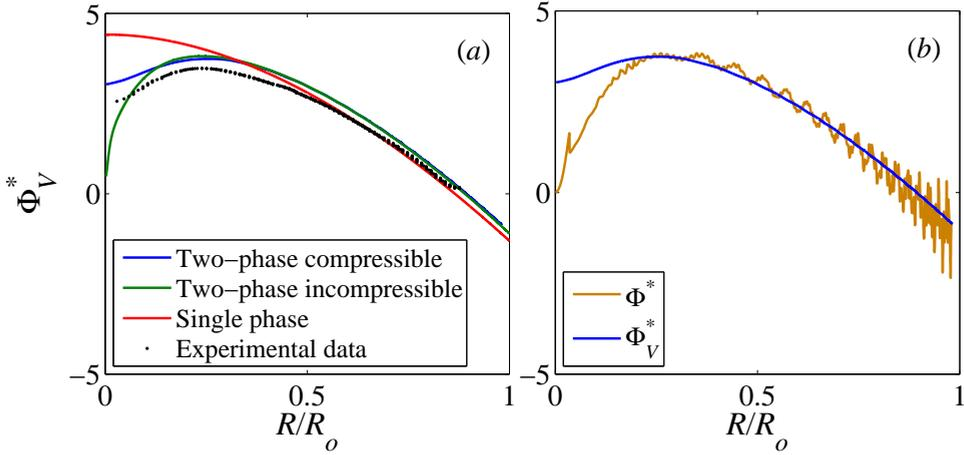 5
(a)
0
Φ*V
Two−phase compressible
Two−phase incompressible
Single phase
Experimental data
−5
0
0.5
1
R/Ro
5
(b)
0
Φ*
Φ*V
−5
0
0.5
1
R/Ro